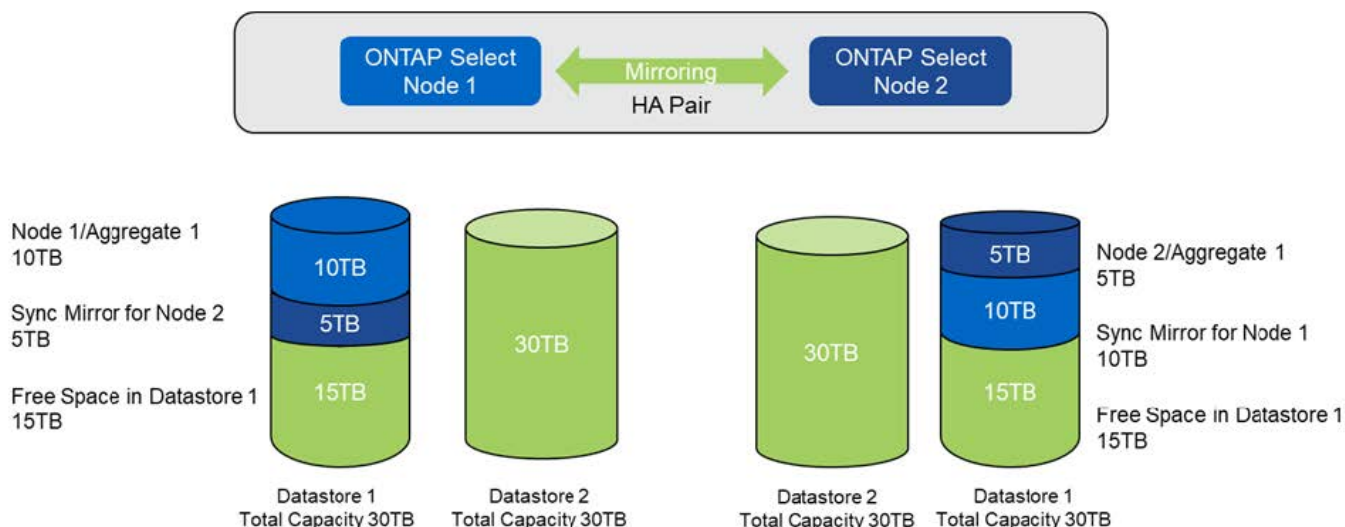 ONTAP Select
Node 1
Mirroring
HA Pair
ONTAP Select
Node 2
Node 1/Aggregate 1
10TB
Sync Mirror for Node 2
5TB
Free Space in Datastore 1
15TB
10TB
5TB
15TB
30TB
30TB
5TB
10TB
15TB
Node 2/Aggregate 1
5TB
Sync Mirror for Node 1
10TB
Free Space in Datastore 1
15TB
Datastore 1
Total Capacity 30TB
Datastore 2
Total Capacity 30TB
Datastore 2
Total Capacity 30TB
Datastore 1
Total Capacity 30TB